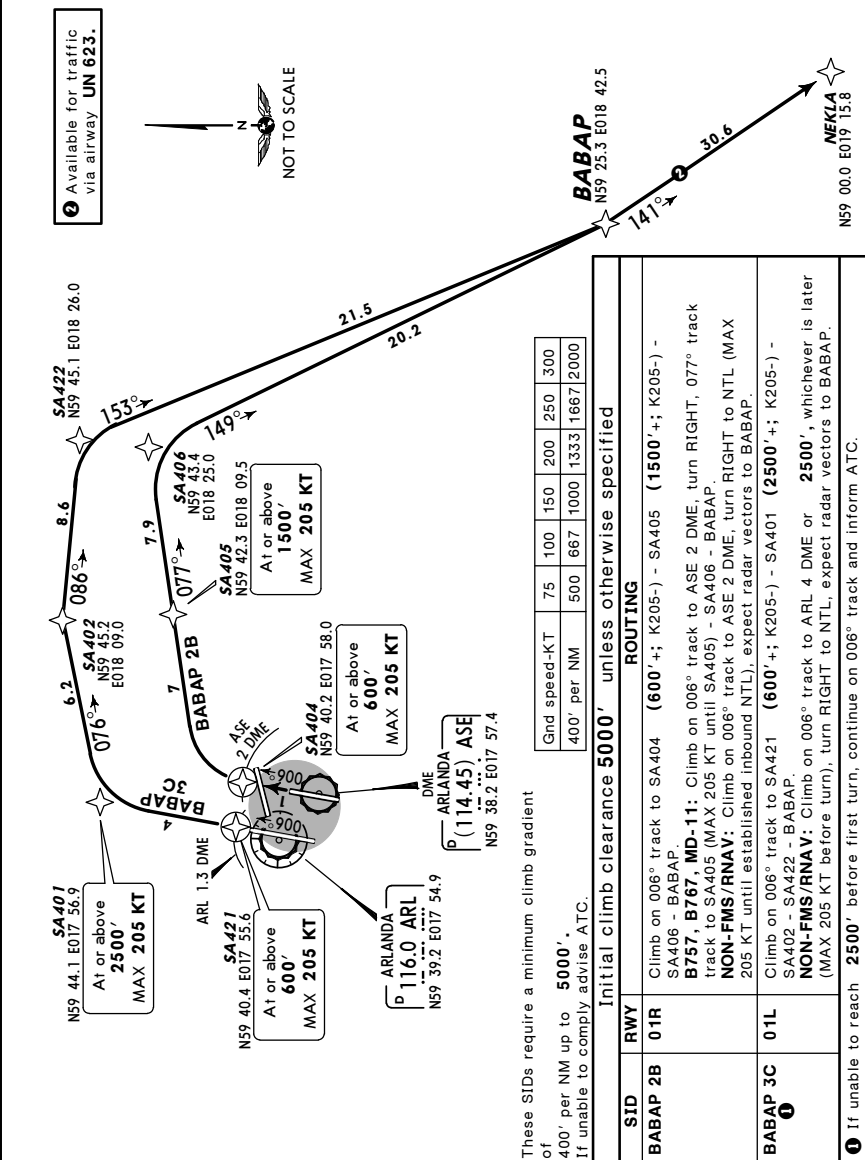 ❷ Available for traffic
via airway UN 623.
N
NOT TO SCALE
SA401
N59 44.1 E017 56.9
At or above
2500'
MAX 205 KT
SA421
N59 40.4 E017 55.6
At or above
600'
MAX 205 KT
ARL 1.3 DME
BABAP
3C
4
076°
6.2
SA402
N59 45.2
E018 09.0
086°
8.6
SA422
N59 45.1 E018 26.0
153°
21.5
ASE
2 DME
006°
006°
1
BABAP 2B
7
SA404
N59 40.2 E017 58.0
At or above
600'
MAX 205 KT
077°
SA405
N59 42.3 E018 09.5
At or above
1500'
MAX 205 KT
7.9
SA406
N59 43.4
E018 25.0
149°
20.2
BABAP
N59 25.3 E018 42.5
141°
❷
30.6
NEKLA
N59 00.0 E019 15.8
ARLANDA
D 116.0 ARL
N59 39.2 E017 54.9
DME
ARLANDA
D (114.45) ASE
N59 38.2 E017 57.4
These SIDs require a minimum climb gradient
of
400' per NM up to 5000'.
If unable to comply advise ATC.
Gnd speed-KT 75 100 150 200 250 300
400' per NM 500 667 1000 1333 1667 2000
Initial climb clearance 5000' unless otherwise specified
SID RWY ROUTING
BABAP 2B 01R Climb on 006° track to SA404 (600'+; K205-) - SA405 (1500'+; K205-) -
SA406 - BABAP.
B757, B767, MD-11: Climb on 006° track to ASE 2 DME, turn RIGHT, 077° track
track to SA405 (MAX 205 KT until SA405) - SA406 - BABAP.
NON-FMS/RNAV: Climb on 006° track to ASE 2 DME, turn RIGHT to NTL (MAX
205 KT until established inbound NTL), expect radar vectors to BABAP.
BABAP 3C ❶ 01L Climb on 006° track to SA421 (600'+; K205-) - SA401 (2500'+; K205-) -
SA402 - SA422 - BABAP.
NON-FMS/RNAV: Climb on 006° track to ARL 4 DME or 2500', whichever is later
(MAX 205 KT before turn), turn RIGHT to NTL, expect radar vectors to BABAP.
❶ If unable to reach 2500' before first turn, continue on 006° track and inform ATC.